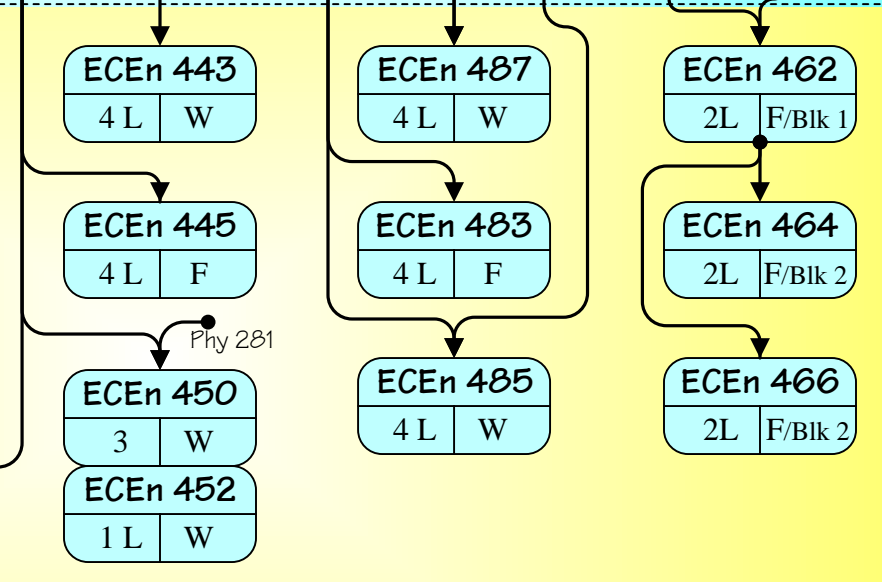 ECEn 443
4 L W
ECEn 487
4 L W
ECEn 462
2L F/Blk 1
ECEn 445
4 L F
ECEn 483
4 L F
ECEn 464
2L F/Blk 2
Phy 281
ECEn 450
3 W
ECEn 485
4 L W
ECEn 466
2L F/Blk 2
ECEn 452
1 L W